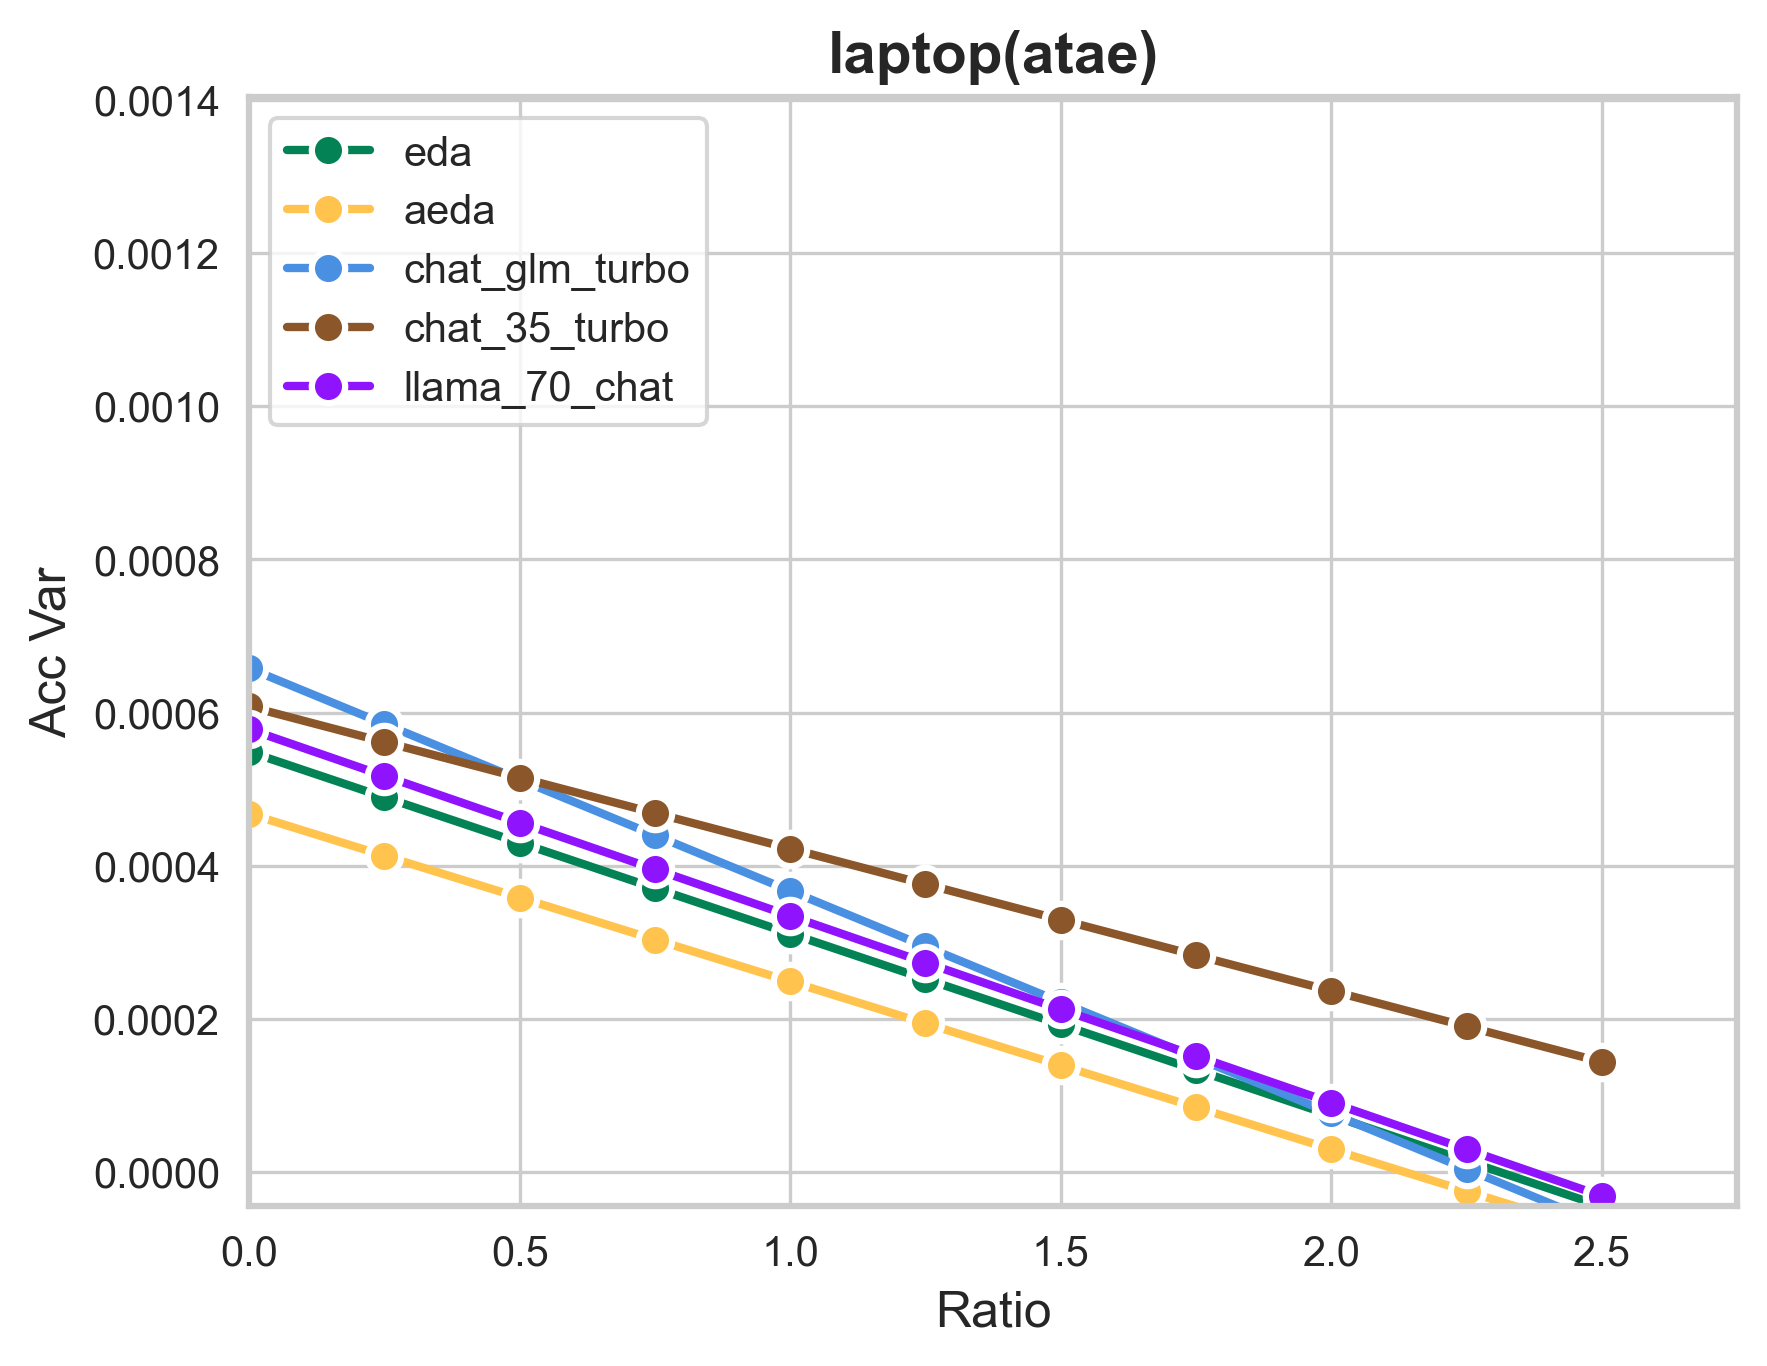 laptop(atae)
0.0014
0.0012
0.0010
0.0008
0.0006
0.0004
0.0002
0.0000
Acc Var
eda
aeda
chat_glm_turbo
chat_35_turbo
llama_70_chat
0.0 0.5 1.0 1.5 2.0 2.5
Ratio